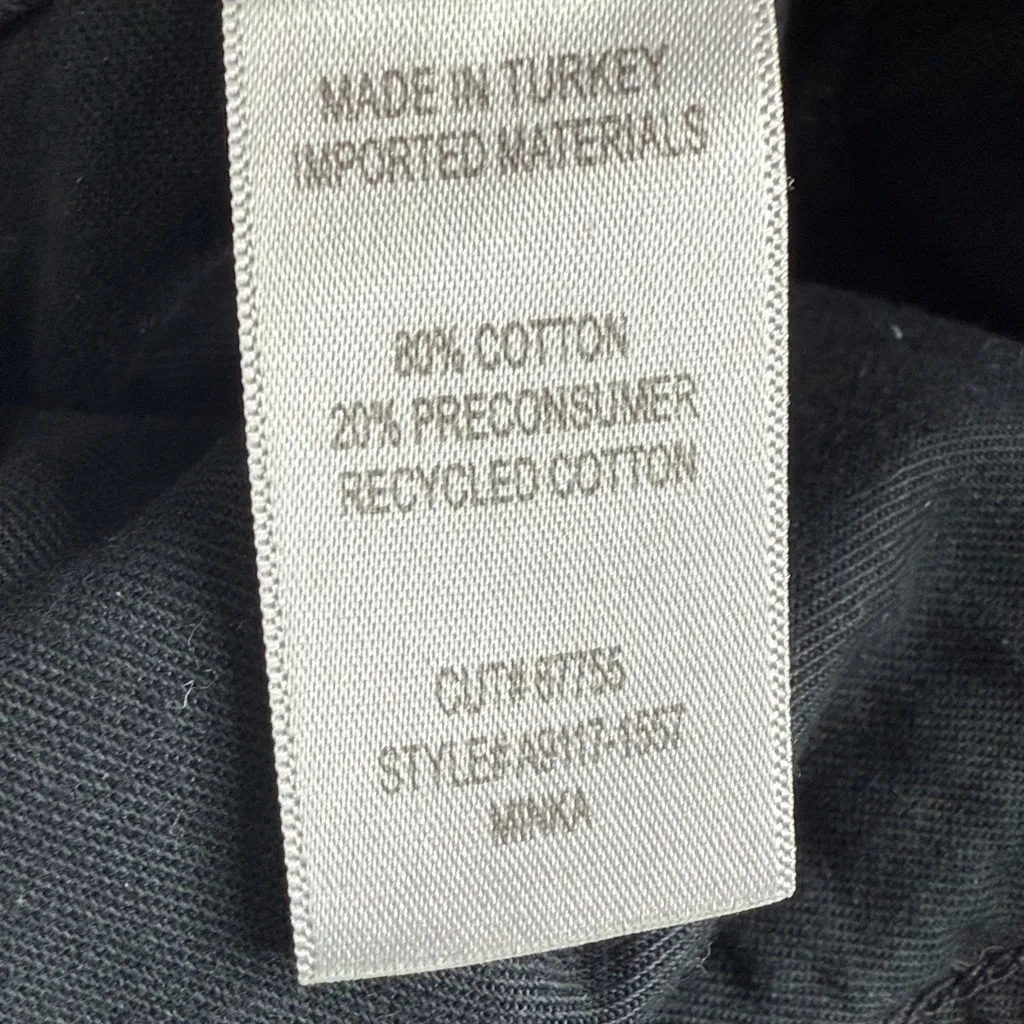 MADE IN TURKEY
IMPORTED MATERIALS
80% COTTON
20% PRECONSUMER
RECYCLED COTTON
CUT# 67755
STYLE# A9117-1557
MINKA